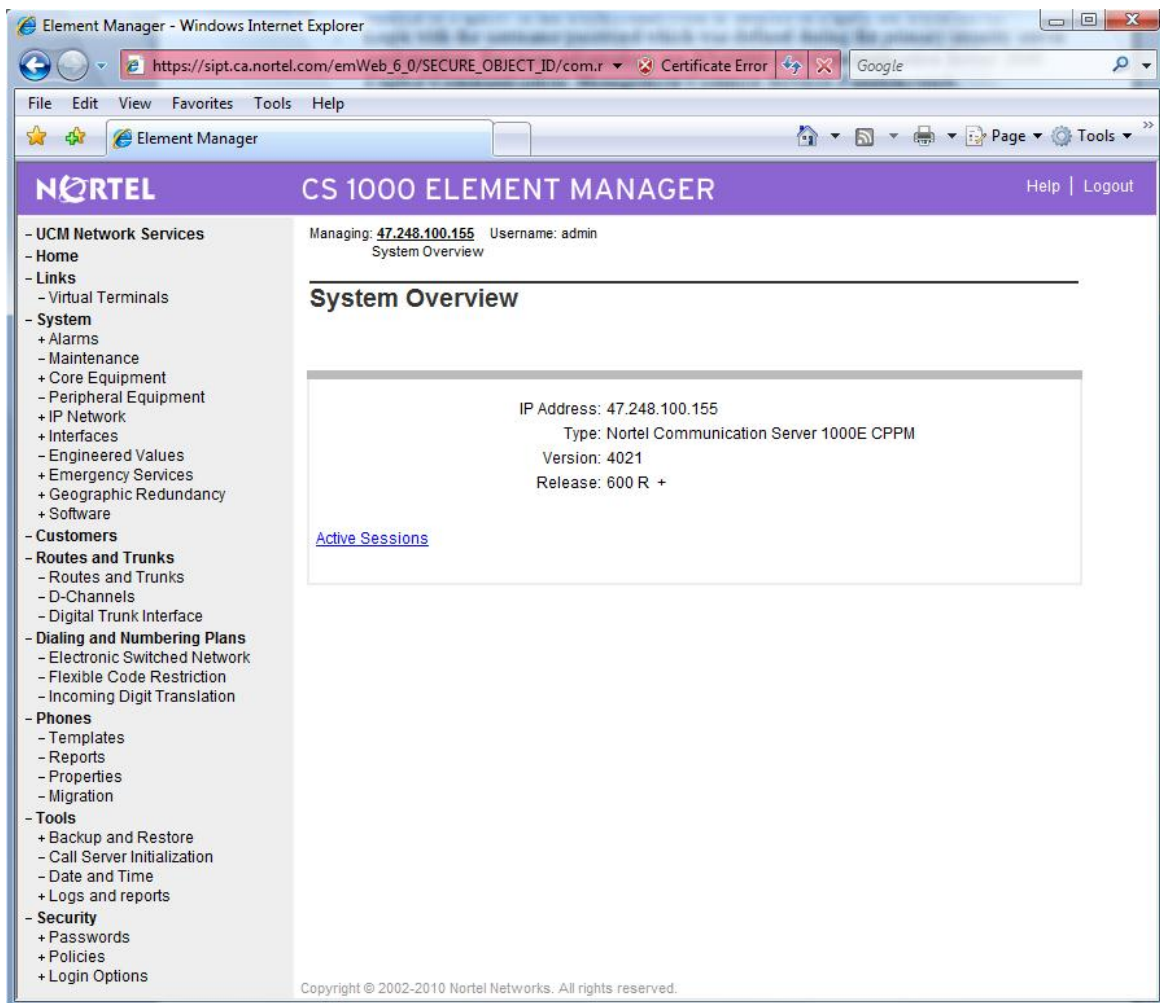 Element Manager - Windows Internet Explorer
https://sipt.ca.nortel.com/emWeb_6_0/SECURE_OBJECT_ID/com.r Certificate Error Google
File Edit View Favorites Tools Help
Element Manager Page Tools »
NORTEL CS 1000 ELEMENT MANAGER Help | Logout
Managing: 47.248.100.155 Username: admin
System Overview
System Overview
IP Address: 47.248.100.155
Type: Nortel Communication Server 1000E CPPM
Version: 4021
Release: 600 R +
Active Sessions
- UCM Network Services
- Home
- Links
- Virtual Terminals
- System
+ Alarms
- Maintenance
+ Core Equipment
- Peripheral Equipment
+ IP Network
+ Interfaces
- Engineered Values
+ Emergency Services
+ Geographic Redundancy
+ Software
- Customers
- Routes and Trunks
- Routes and Trunks
- D-Channels
- Digital Trunk Interface
- Dialing and Numbering Plans
- Electronic Switched Network
- Flexible Code Restriction
- Incoming Digit Translation
- Phones
- Templates
- Reports
- Properties
- Migration
- Tools
+ Backup and Restore
- Call Server Initialization
- Date and Time
+ Logs and reports
- Security
+ Passwords
+ Policies
+ Login Options
Copyright © 2002-2010 Nortel Networks. All rights reserved.